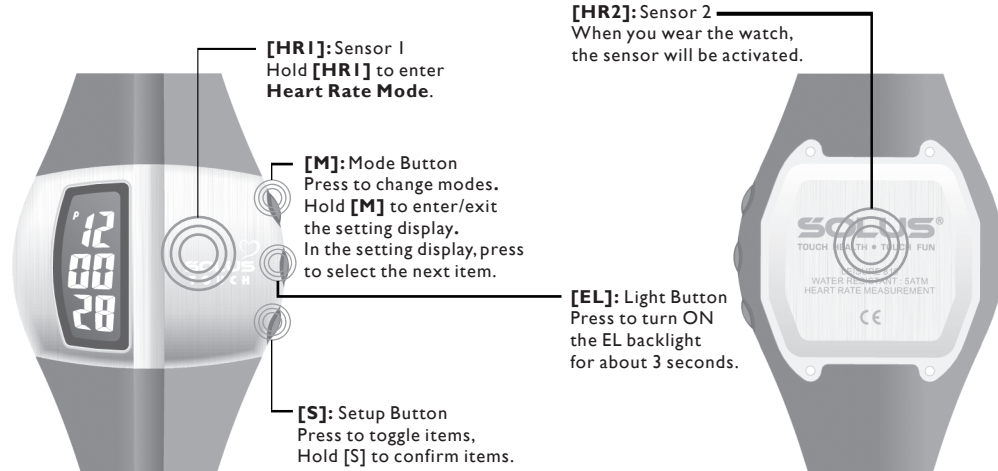 [HR1]: Sensor 1
Hold [HR1] to enter
Heart Rate Mode.
[M]: Mode Button
Press to change modes.
Hold [M] to enter/exit
the setting display.
In the setting display, press
to select the next item.
[S]: Setup Button
Press to toggle items,
Hold [S] to confirm items.
P 12
00
28
SOLUS
[HR2]: Sensor 2
When you wear the watch,
the sensor will be activated.
[EL]: Light Button
Press to turn ON
the EL backlight
for about 3 seconds.
SOLUS®
TOUCH HEALTH • TOUCH FUN
WATER RESISTANT : 5ATM
HEART RATE MEASUREMENT
CE